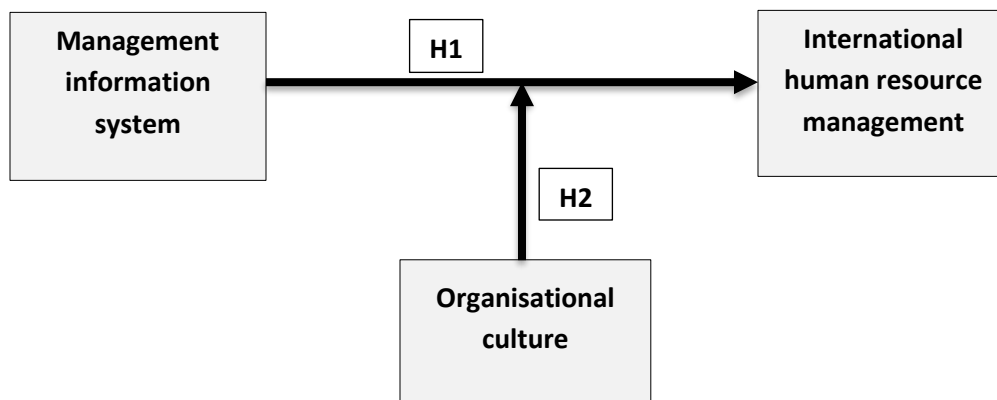 Management
information
system
H1
International
human resource
management
H2
Organisational
culture